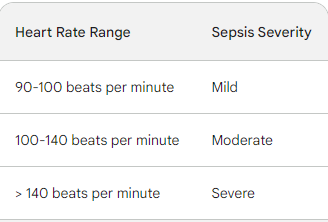 Heart Rate Range Sepsis Severity
90-100 beats per minute Mild
100-140 beats per minute Moderate
> 140 beats per minute Severe